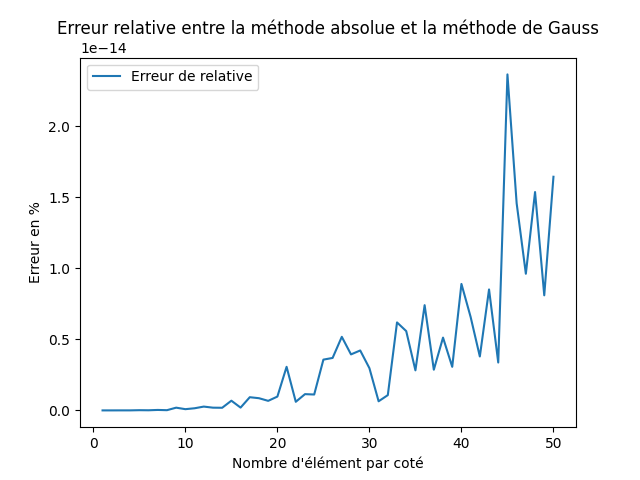 Erreur relative entre la méthode absolue et la méthode de Gauss
1e−14
Erreur de relative
2.0
1.5
1.0
0.5
0.0
Erreur en %
0 10 20 30 40 50
Nombre d'élément par coté